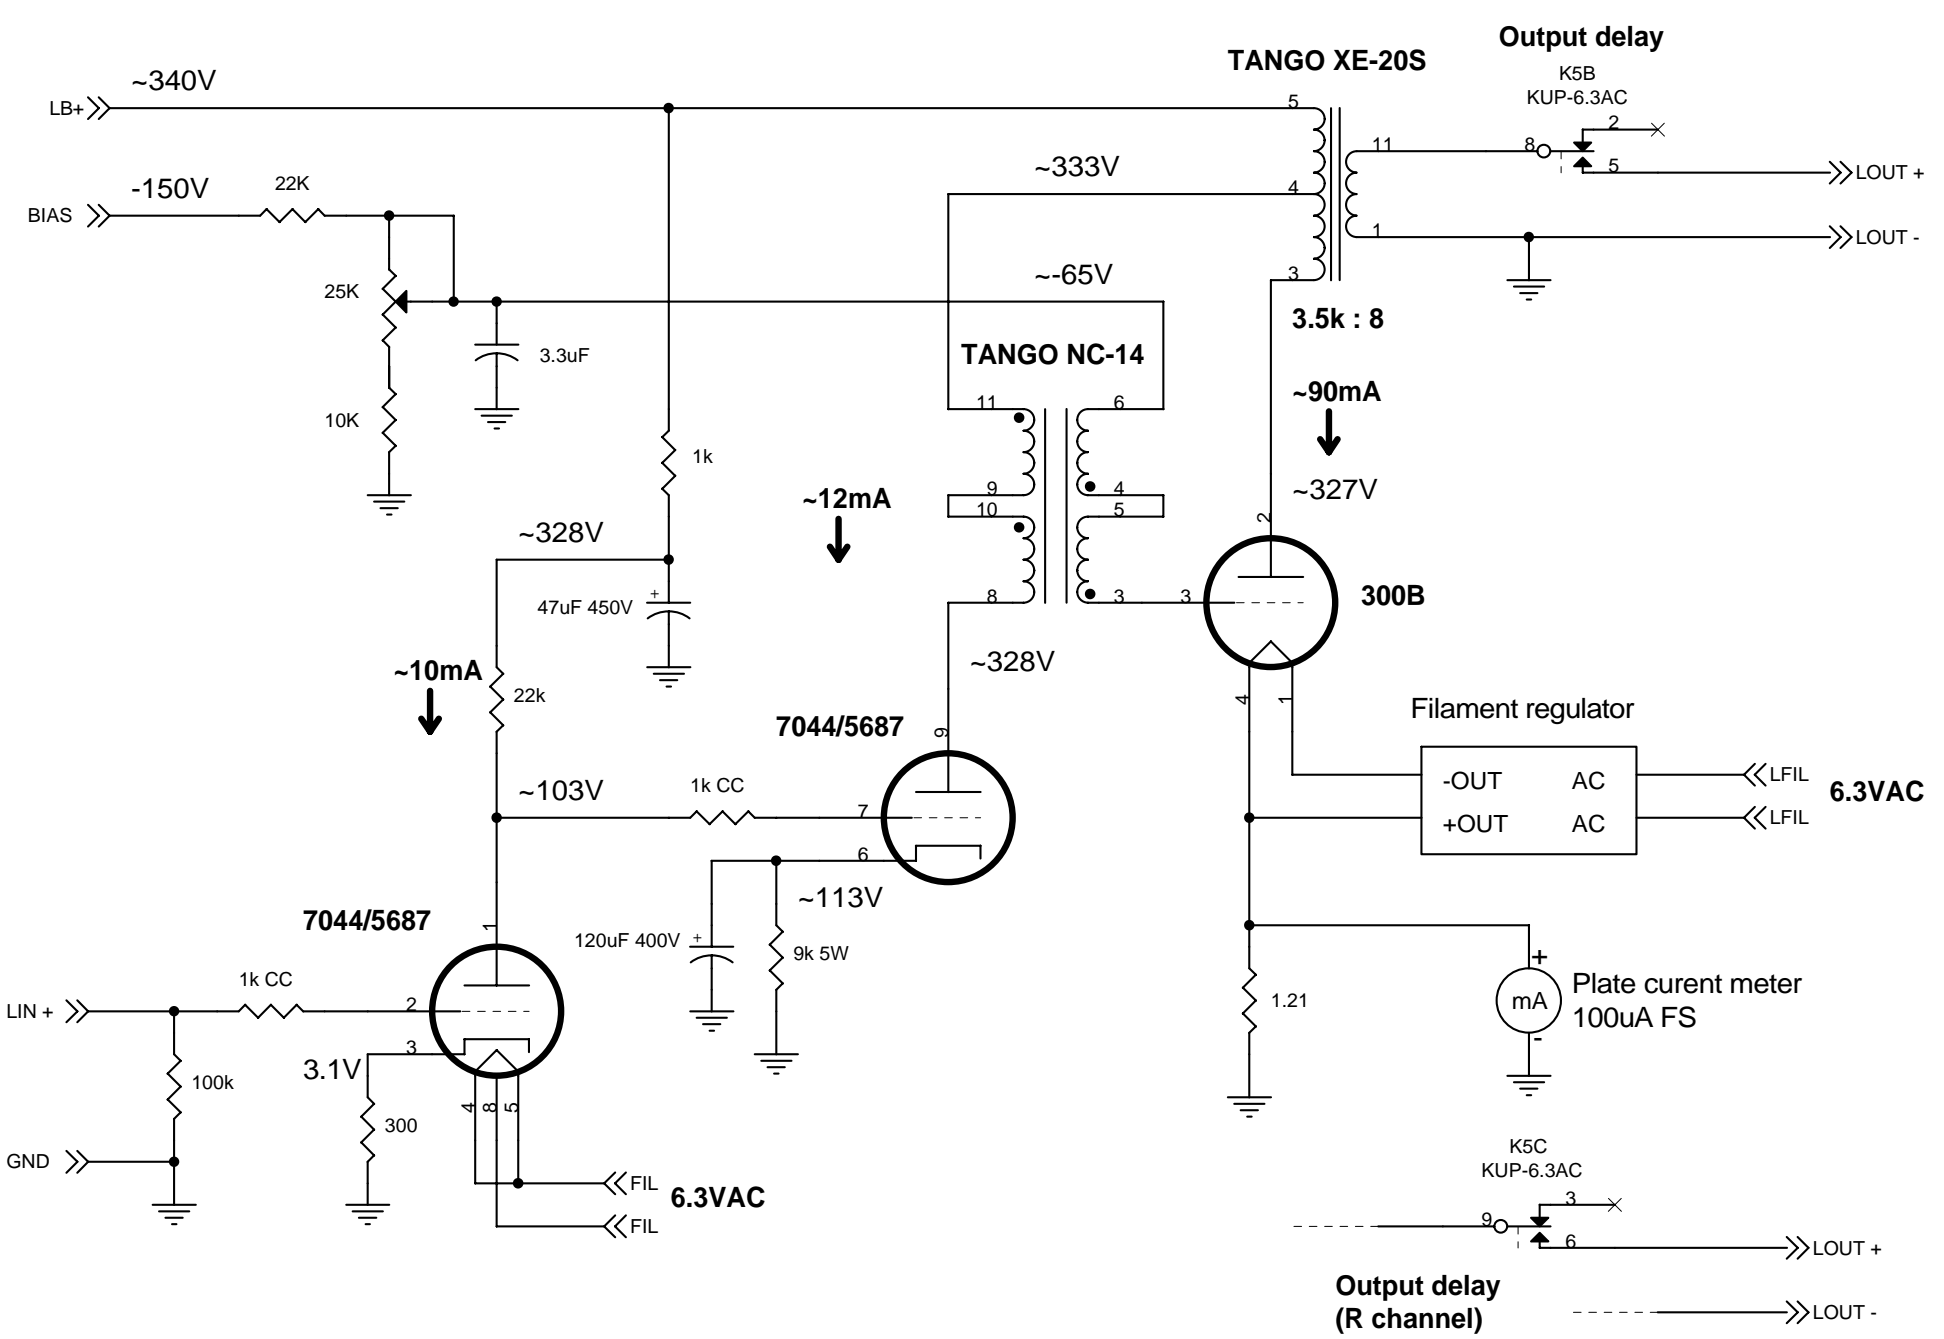 Output delay
TANGO XE-20S
K5B
KUP-6.3AC
~340V
LB+
5
2
11
8
5
LOUT +
~333V
4
-150V
22K
BIAS
1
LOUT -
~-65V
3
25K
3.5k : 8
3.3uF
TANGO NC-14
~90mA
11
6
10K
1k
9
4
~12mA
10
5
~327V
2
~328V
47uF 450V
+
8
3
3
300B
~328V
~10mA
22k
4
1
Filament regulator
7044/5687
9
-OUT
AC
LFIL
6.3VAC
+OUT
AC
LFIL
~103V
1k CC
7
6
~113V
7044/5687
1
120uF 400V
+
9k 5W
1k CC
+
Plate curent meter
mA
100uA FS
-
1.21
LIN +
2
3
3.1V
100k
300
4
8
5
GND
FIL
6.3VAC
FIL
K5C
KUP-6.3AC
3
9
6
LOUT +
Output delay
(R channel)
LOUT -